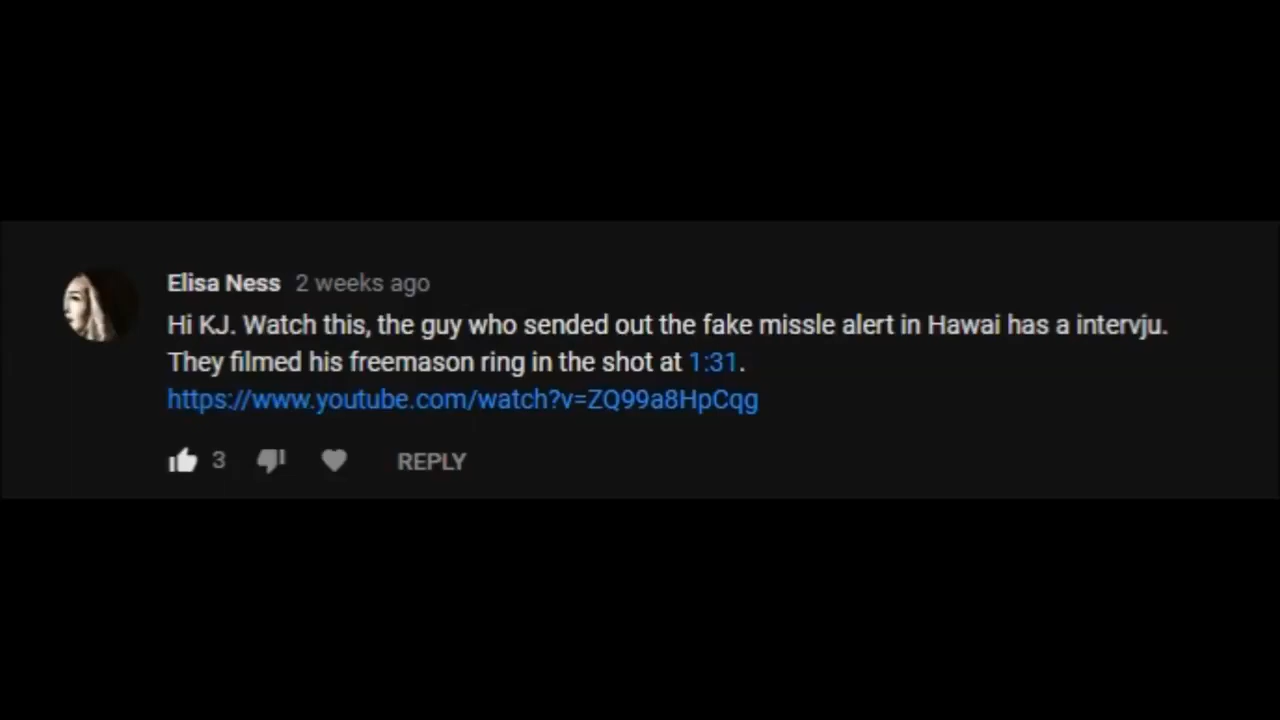 Elisa Ness 2 weeks ago
Hi KJ. Watch this, the guy who sended out the fake missle alert in Hawai has a intervju.
They filmed his freemason ring in the shot at 1:31.
https://www.youtube.com/watch?v=ZQ99a8HpCqg
3 REPLY